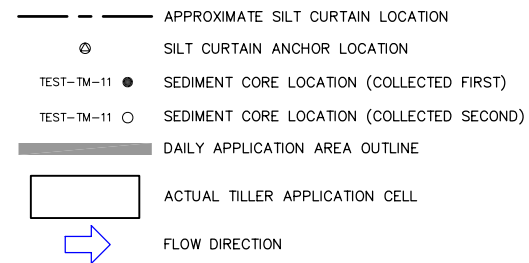 APPROXIMATE SILT CURTAIN LOCATION
SILT CURTAIN ANCHOR LOCATION
TEST-TM-11 SEDIMENT CORE LOCATION (COLLECTED FIRST)
TEST-TM-11 SEDIMENT CORE LOCATION (COLLECTED SECOND)
DAILY APPLICATION AREA OUTLINE
ACTUAL TILLER APPLICATION CELL
FLOW DIRECTION